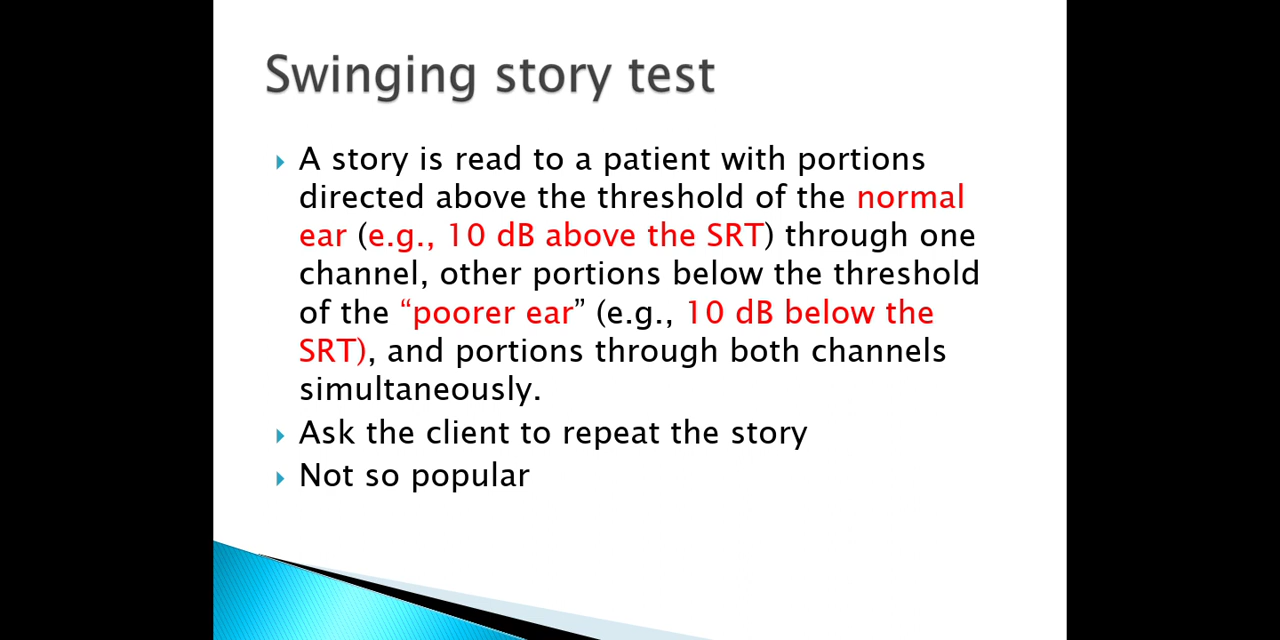 Swinging story test
A story is read to a patient with portions
directed above the threshold of the normal
ear (e.g., 10 dB above the SRT) through one
channel, other portions below the threshold
of the “poorer ear” (e.g., 10 dB below the
SRT), and portions through both channels
simultaneously.
Ask the client to repeat the story
Not so popular